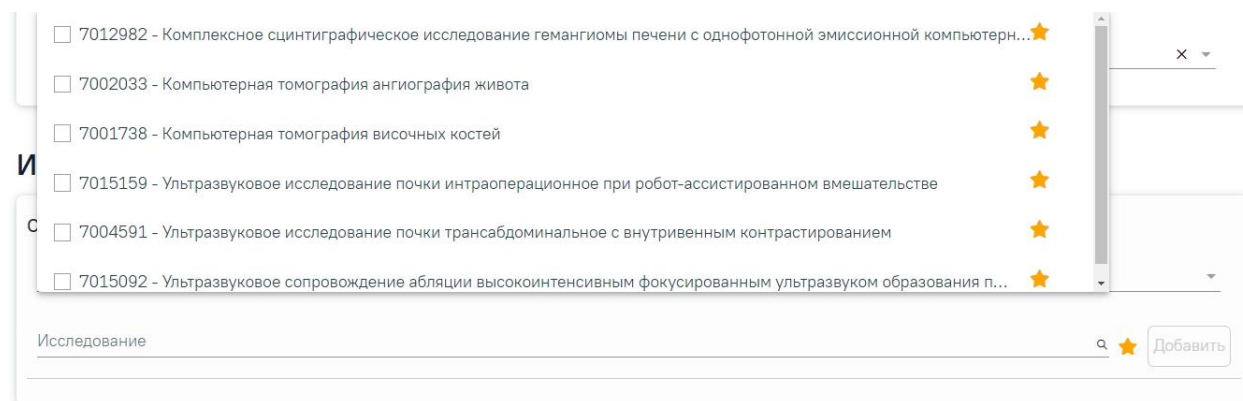 7012982 - Комплексное сцинтиграфическое исследование гемангиомы печени с однофотонной эмиссионной компьютерн...
7002033 - Компьютерная томография ангиография живота
7001738 - Компьютерная томография височных костей
И
7015159 - Ультразвуковое исследование почки интраоперационное при робот-ассистированном вмешательстве
С
7004591 - Ультразвуковое исследование почки трансабдоминальное с внутривенным контрастированием
7015092 - Ультразвуковое сопровождение абляции высокоинтенсивным фокусированным ультразвуком образования п...
Исследование
Добавить